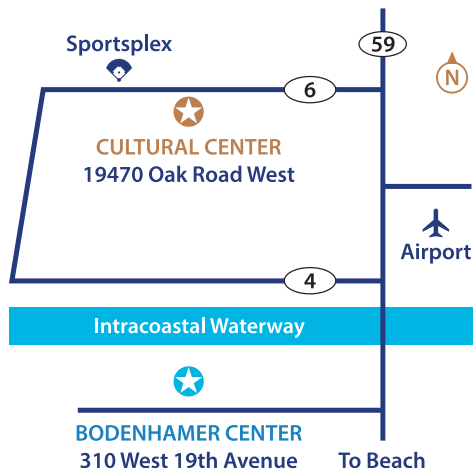 59
Sportsplex
N
6
CULTURAL CENTER
19470 Oak Road West
Airport
4
Intracoastal Waterway
BODENHAMER CENTER
310 West 19th Avenue
To Beach